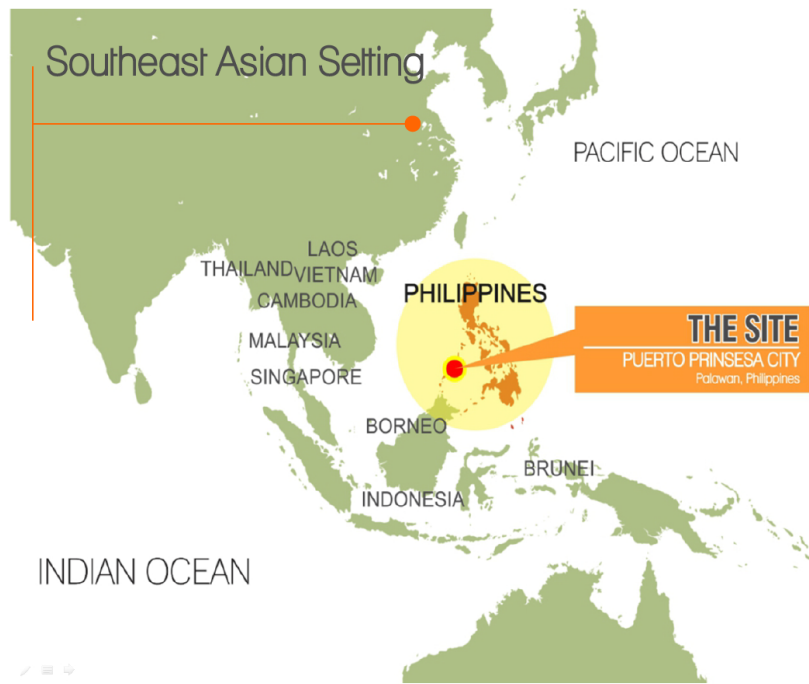 Southeast Asian Setting
PACIFIC OCEAN
LAOS
THAILAND
VIETNAM
CAMBODIA
PHILIPPINES
MALAYSIA
THE SITE
PUERTO PRINSESA CITY
Palawan, Philippines
SINGAPORE
BORNEO
BRUNEI
INDONESIA
INDIAN OCEAN